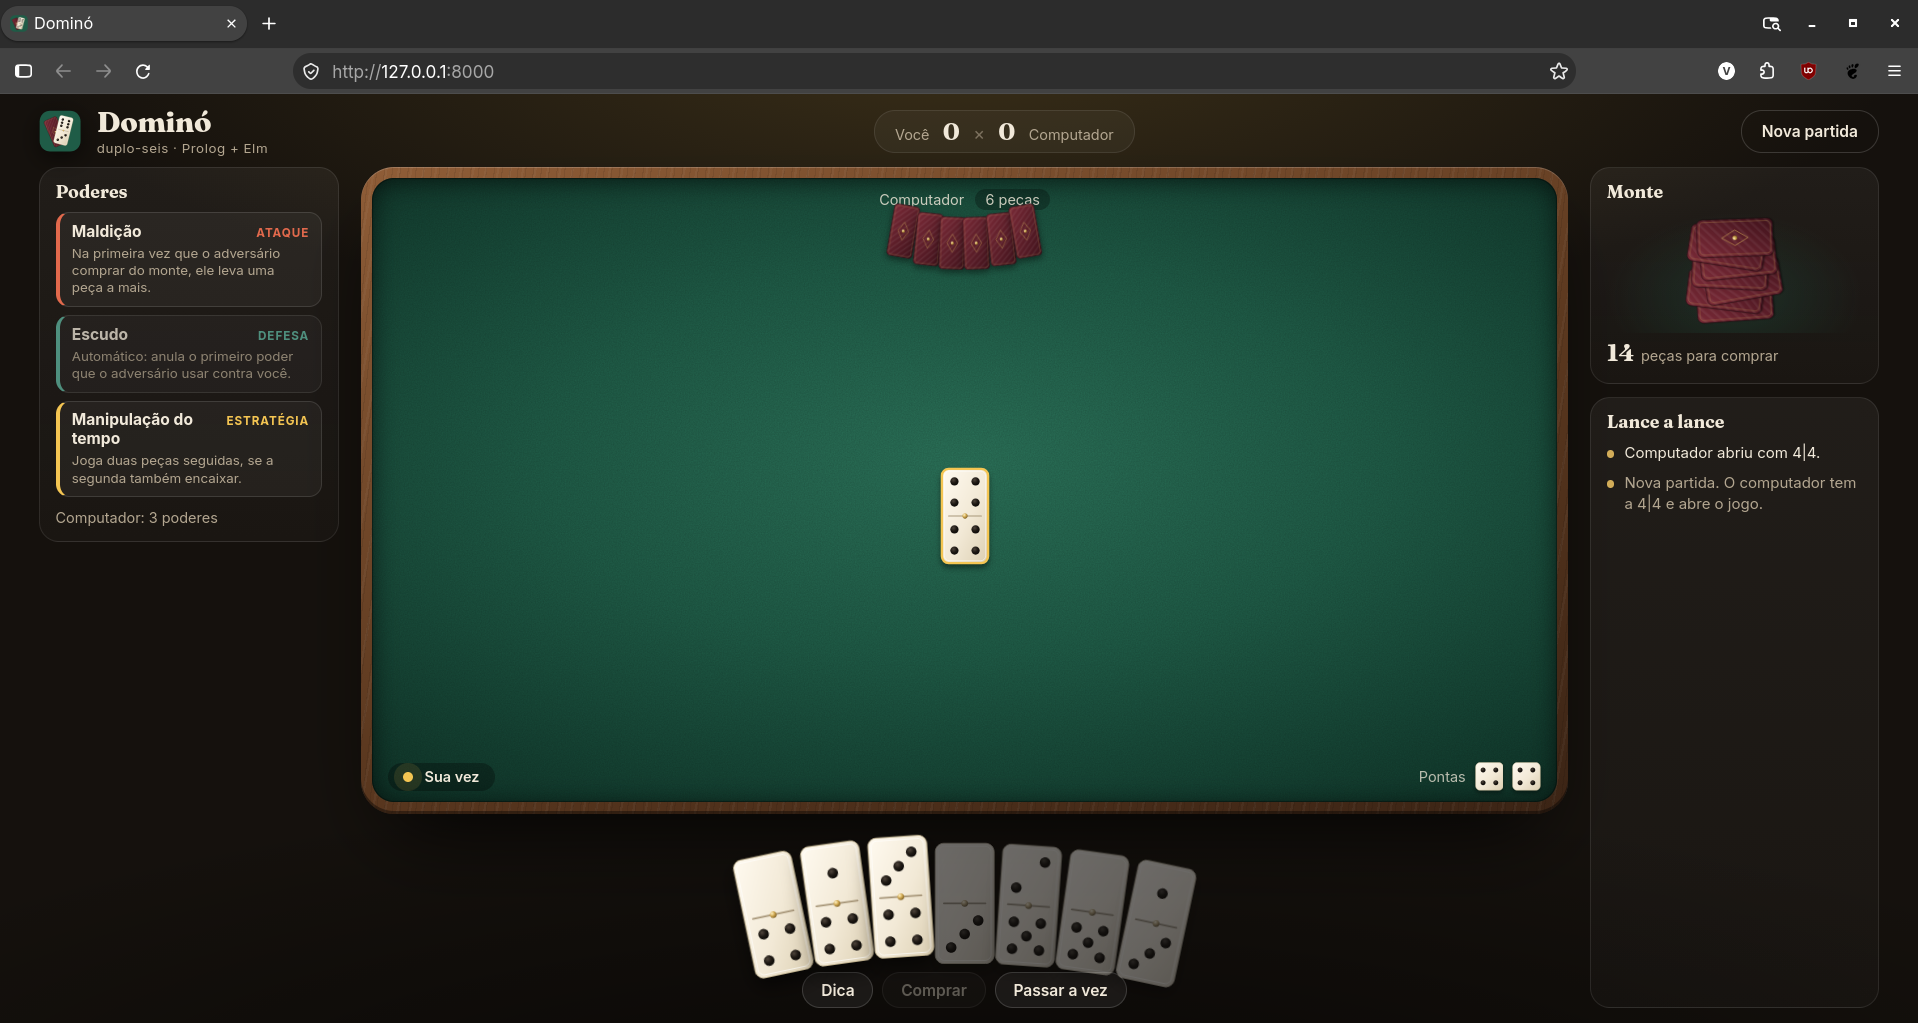 Dominó
http://127.0.0.1:8000
Dominó
duplo-seis · Prolog + Elm
Você 0 × 0 Computador
Nova partida
Poderes
Maldição ATAQUE
Na primeira vez que o adversário
comprar do monte, ele leva uma
peça a mais.
Escudo DEFESA
Automático: anula o primeiro poder
que o adversário usar contra você.
Manipulação do ESTRATÉGIA
tempo
Joga duas peças seguidas, se a
segunda também encaixar.
Computador: 3 poderes
Computador 6 peças
Sua vez
Pontas
Monte
14 peças para comprar
Lance a lance
Computador abriu com 4|4.
Nova partida. O computador tem
a 4|4 e abre o jogo.
Dica Comprar Passar a vez